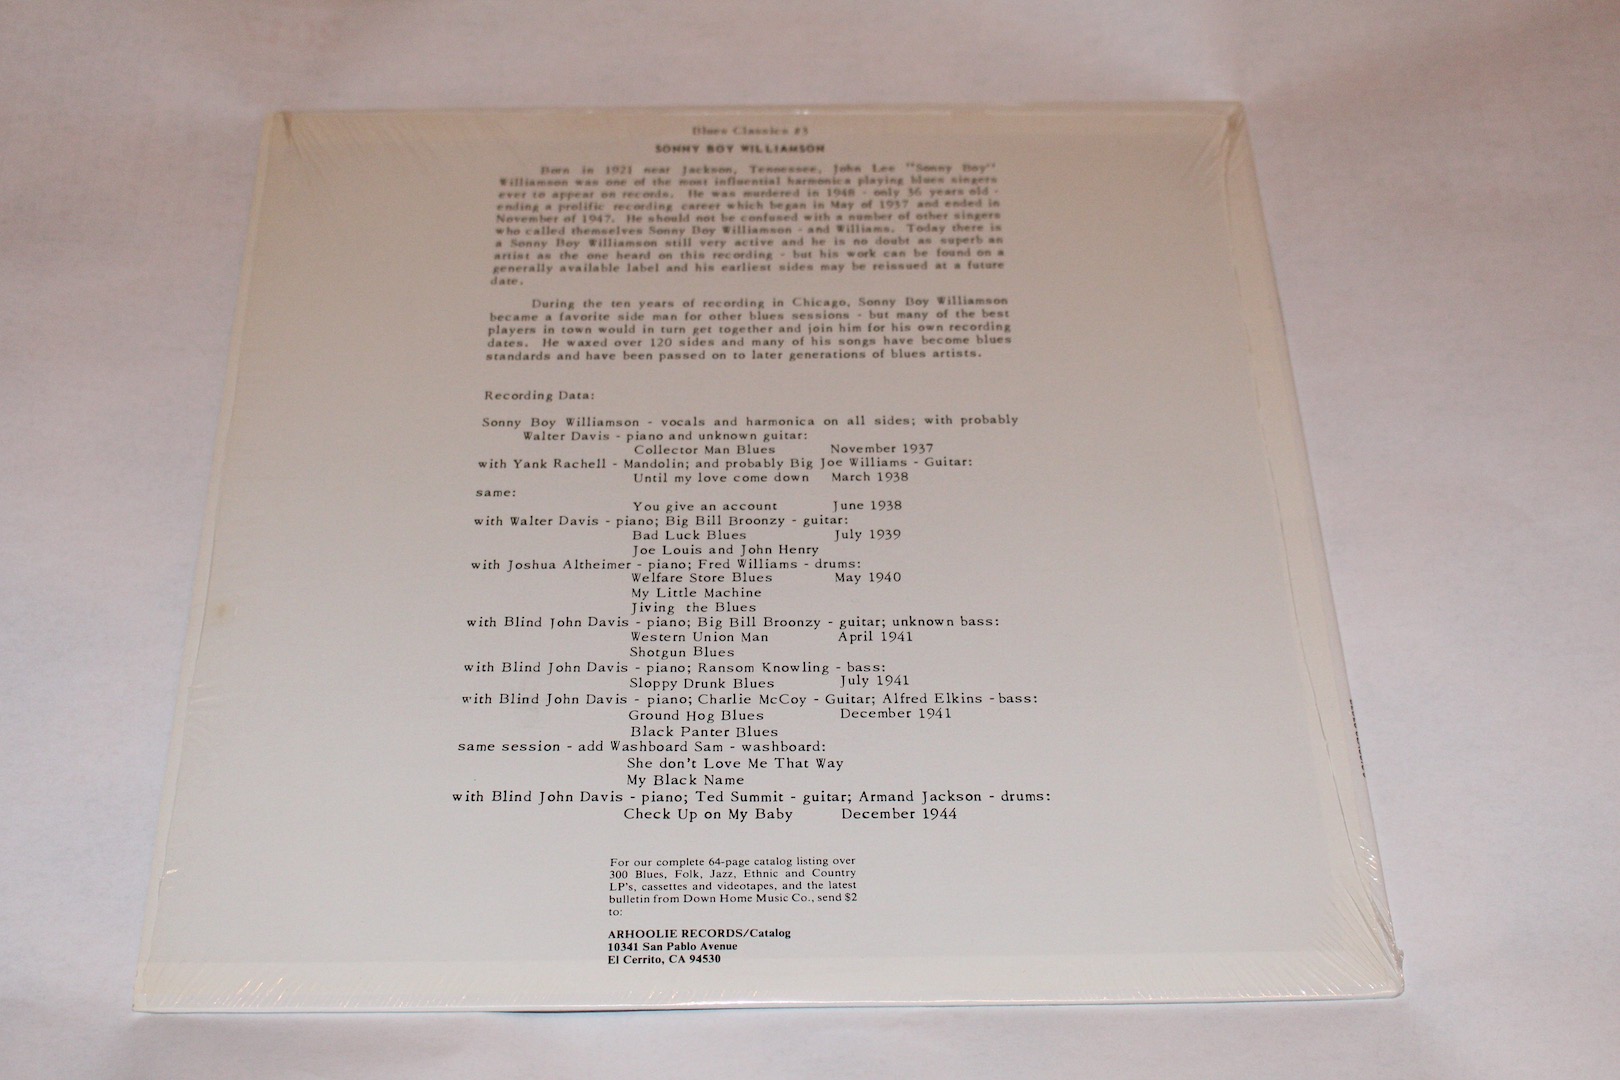 Blues Classics #3
SONNY BOY WILLIAMSON
Born in 1921 near Jackson, Tennessee, John Lee "Sonny Boy"
Williamson was one of the most influential harmonica playing blues singers
ever to appear on records. He was murdered in 1948 - only 36 years old -
ending a prolific recording career which began in May of 1937 and ended in
November of 1947. He should not be confused with a number of other singers
who called themselves Sonny Boy Williamson - and Williams. Today there is
a Sonny Boy Williamson still very active and he is no doubt as superb an
artist as the one heard on this recording - but his work can be found on a
generally available label and his earliest sides may be reissued at a future
date.
During the ten years of recording in Chicago, Sonny Boy Williamson
became a favorite side man for other blues sessions - but many of the best
players in town would in turn get together and join him for his own recording
dates. He waxed over 120 sides and many of his songs have become blues
standards and have been passed on to later generations of blues artists.
Recording Data:
Sonny Boy Williamson - vocals and harmonica on all sides; with probably
Walter Davis - piano and unknown guitar:
Collector Man Blues November 1937
with Yank Rachell - Mandolin; and probably Big Joe Williams - Guitar:
Until my love come down March 1938
same:
You give an account June 1938
with Walter Davis - piano; Big Bill Broonzy - guitar:
Bad Luck Blues July 1939
Joe Louis and John Henry
with Joshua Altheimer - piano; Fred Williams - drums:
Welfare Store Blues May 1940
My Little Machine
Jiving the Blues
with Blind John Davis - piano; Big Bill Broonzy - guitar; unknown bass:
Western Union Man April 1941
Shotgun Blues
with Blind John Davis - piano; Ransom Knowling - bass:
Sloppy Drunk Blues July 1941
with Blind John Davis - piano; Charlie McCoy - Guitar; Alfred Elkins - bass:
Ground Hog Blues December 1941
Black Panter Blues
same session - add Washboard Sam - washboard:
She don't Love Me That Way
My Black Name
with Blind John Davis - piano; Ted Summit - guitar; Armand Jackson - drums:
Check Up on My Baby December 1944
For our complete 64-page catalog listing over
300 Blues, Folk, Jazz, Ethnic and Country
LP's, cassettes and videotapes, and the latest
bulletin from Down Home Music Co., send $2
to:
ARHOOLIE RECORDS/Catalog
10341 San Pablo Avenue
El Cerrito, CA 94530